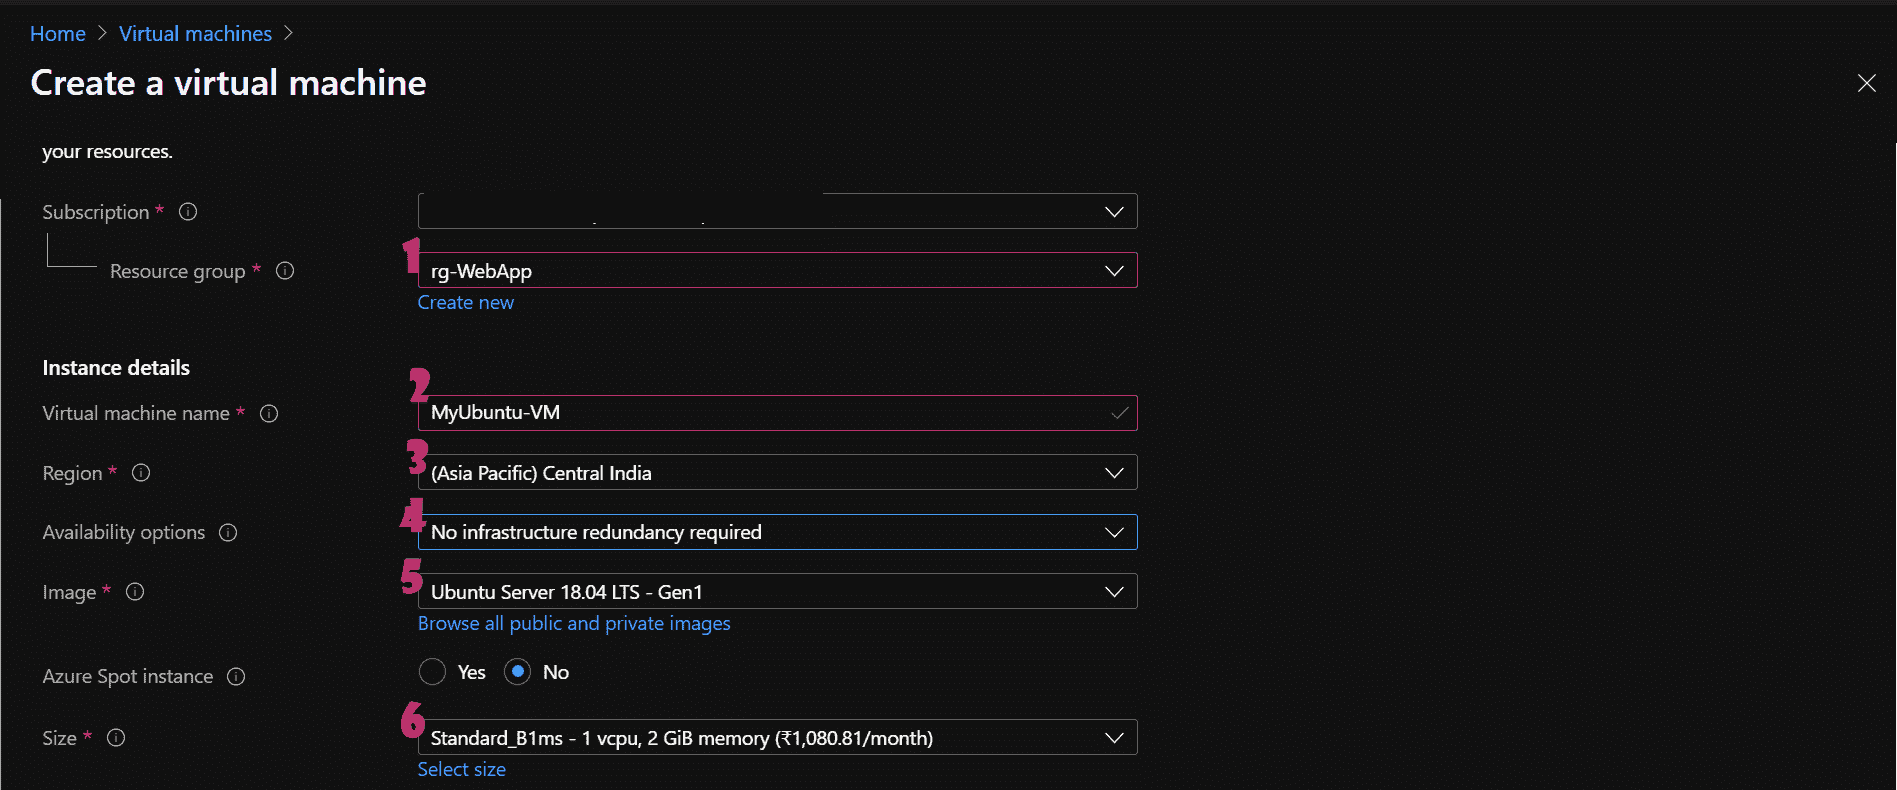 Home > Virtual machines >
Create a virtual machine
your resources.
Subscription *
1
Resource group * rg-WebApp
Create new
Instance details
2
Virtual machine name * MyUbuntu-VM
3
Region * (Asia Pacific) Central India
4
Availability options No infrastructure redundancy required
5
Image * Ubuntu Server 18.04 LTS - Gen1
Browse all public and private images
Azure Spot instance Yes No
6
Size * Standard_B1ms - 1 vcpu, 2 GiB memory (₹1,080.81/month)
Select size